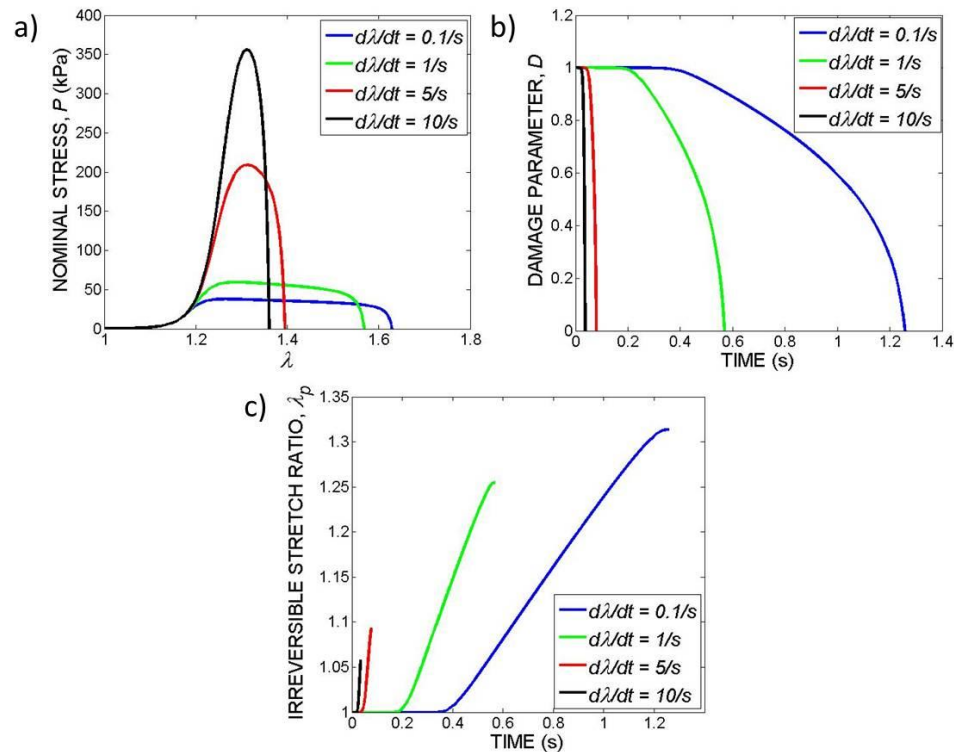 a)
NOMINAL STRESS, P (kPa)
400
350
300
250
200
150
100
50
0
1
1.2
1.4
1.6
1.8
λ
dλ/dt = 0.1/s
dλ/dt = 1/s
dλ/dt = 5/s
dλ/dt = 10/s
b)
DAMAGE PARAMETER, D
1.2
1
0.8
0.6
0.4
0.2
0
0
0.2
0.4
0.6
0.8
1
1.2
1.4
TIME (s)
dλ/dt = 0.1/s
dλ/dt = 1/s
dλ/dt = 5/s
dλ/dt = 10/s
c)
IRREVERSIBLE STRETCH RATIO, λp
1.35
1.3
1.25
1.2
1.15
1.1
1.05
1
0
0.2
0.4
0.6
0.8
1
1.2
TIME (s)
dλ/dt = 0.1/s
dλ/dt = 1/s
dλ/dt = 5/s
dλ/dt = 10/s